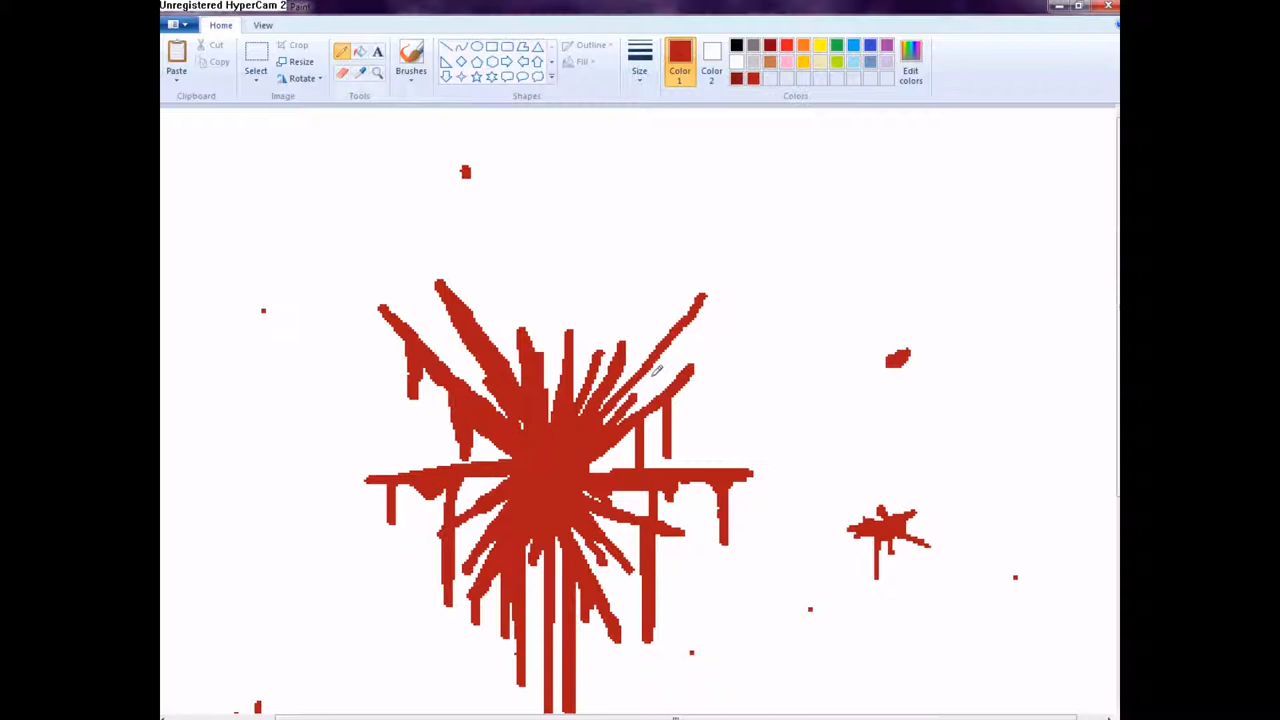 Unregistered HyperCam 2 Paint
Home View
Paste
Cut
Copy
Clipboard
Select
Crop
Resize
Rotate
Image
A
Tools
Brushes
Outline
Fill
Shapes
Size
Color 1
Color 2
Colors
Edit colors